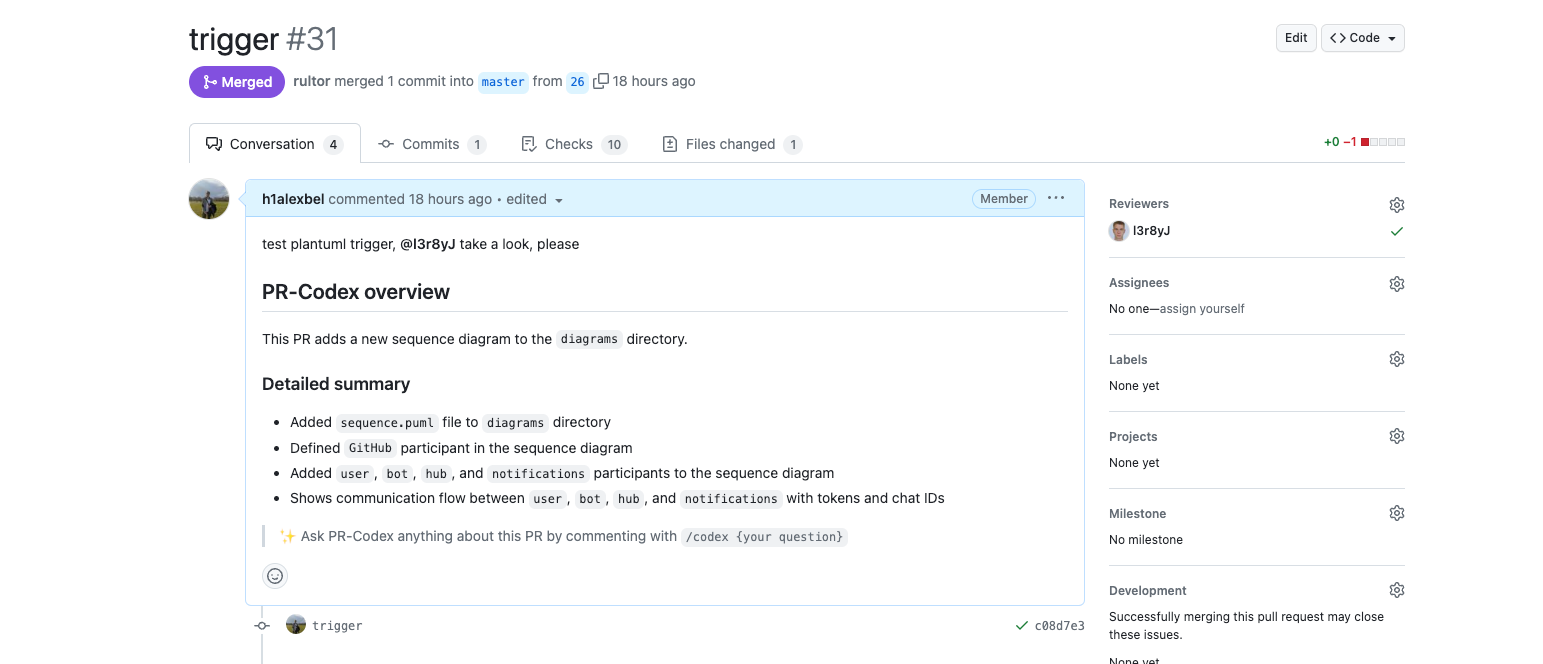 trigger #31
Edit
<> Code
Merged
rultor merged 1 commit into master from 26 18 hours ago
Conversation 4
Commits 1
Checks 10
Files changed 1
+0 −1
h1alexbel commented 18 hours ago • edited
Member
test plantuml trigger, @l3r8yJ take a look, please
PR-Codex overview
This PR adds a new sequence diagram to the diagrams directory.
Detailed summary
• Added sequence.puml file to diagrams directory
• Defined GitHub participant in the sequence diagram
• Added user, bot, hub, and notifications participants to the sequence diagram
• Shows communication flow between user, bot, hub, and notifications with tokens and chat IDs
✨ Ask PR-Codex anything about this PR by commenting with /codex {your question}
trigger
c08d7e3
Reviewers
l3r8yJ
Assignees
No one—assign yourself
Labels
None yet
Projects
None yet
Milestone
No milestone
Development
Successfully merging this pull request may close
these issues.
None yet